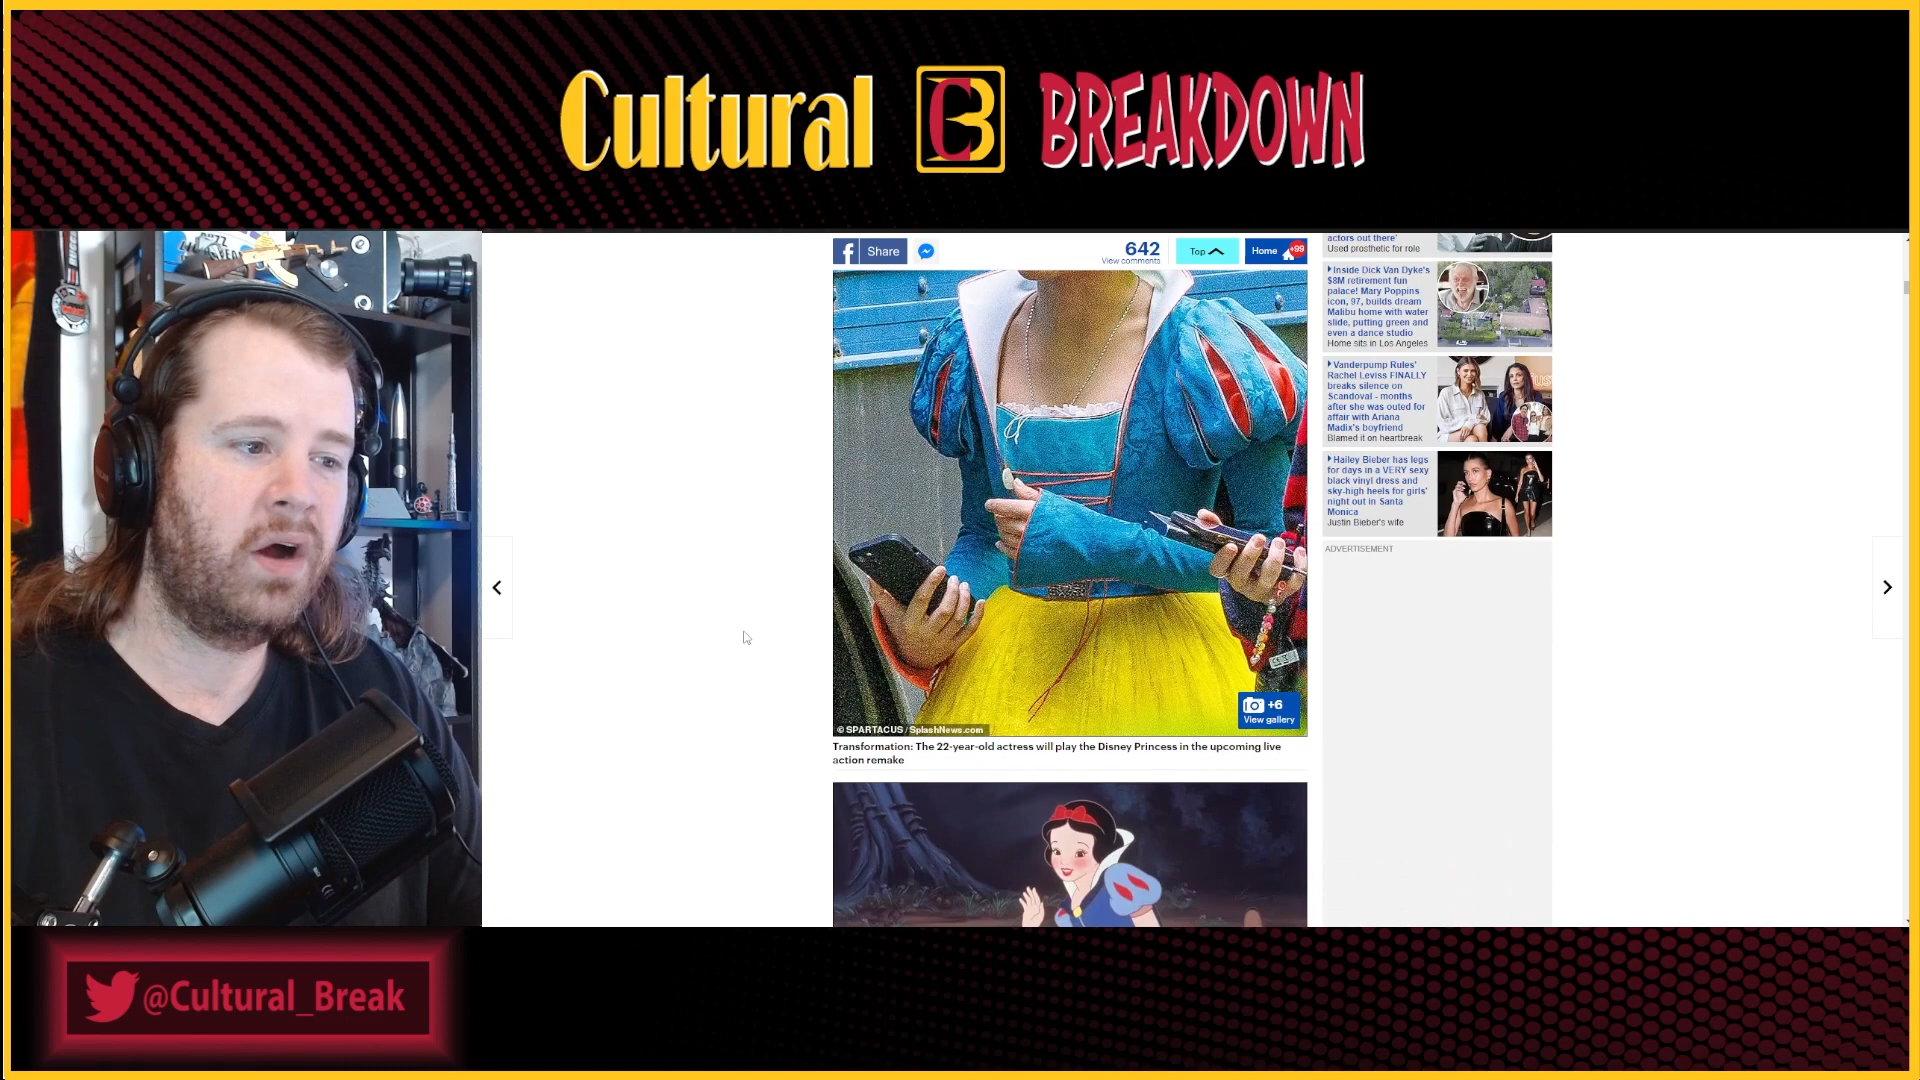 Cultural CB BREAKDOWN
Share
642
View comments
Top
Home
+99
actors out there'
Used prosthetic for role
Inside Dick Van Dyke's
$8M retirement fun
palace! Mary Poppins
icon, 97, builds dream
Malibu home with water
slide, putting green and
even a dance studio
Home sits in Los Angeles
Vanderpump Rules'
Rachel Leviss FINALLY
breaks silence on
Scandoval - months
after she was outed for
affair with Ariana
Madix's boyfriend
Blamed it on heartbreak
Hailey Bieber has legs
for days in a VERY sexy
black vinyl dress and
sky-high heels for girls'
night out in Santa
Monica
Justin Bieber's wife
ADVERTISEMENT
+6
View gallery
© SPARTACUS / SplashNews.com
Transformation: The 22-year-old actress will play the Disney Princess in the upcoming live
action remake
@Cultural_Break